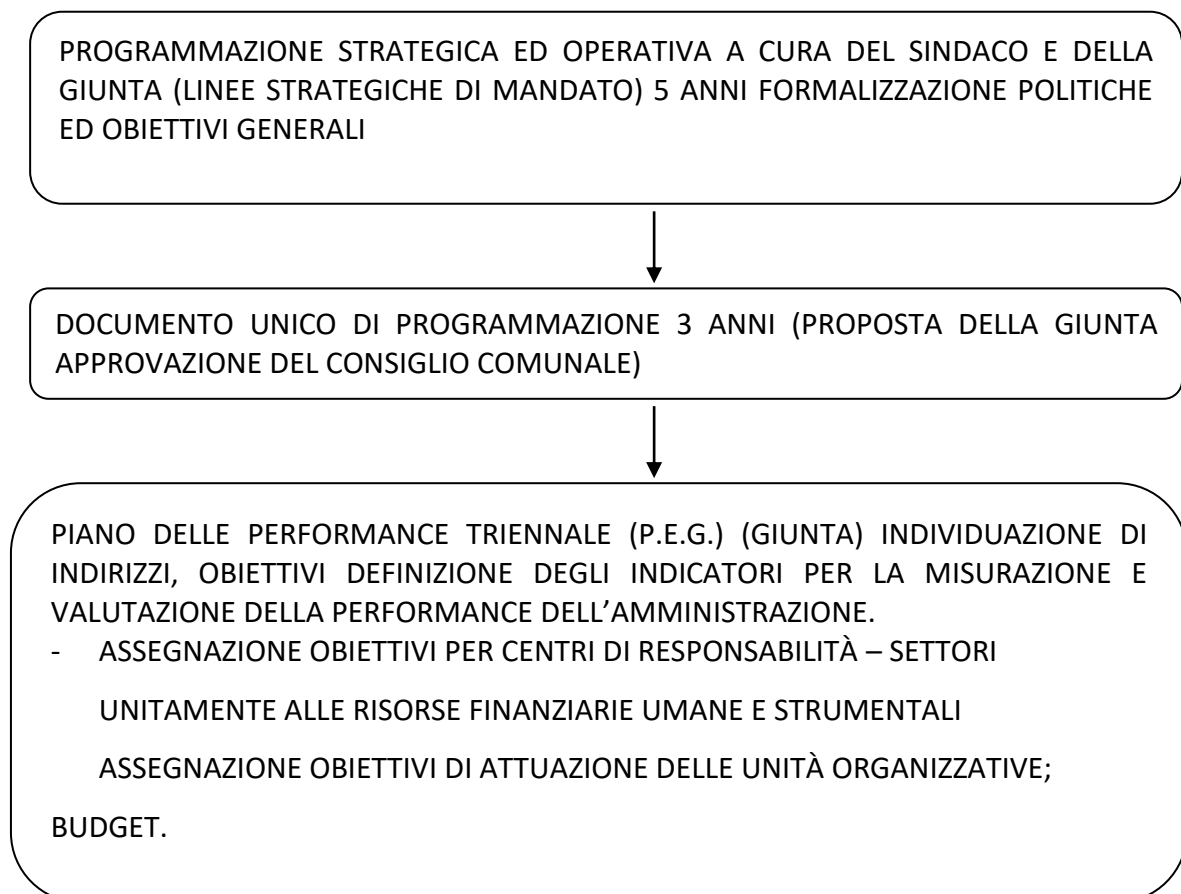 PROGRAMMAZIONE STRATEGICA ED OPERATIVA A CURA DEL SINDACO E DELLA
GIUNTA (LINEE STRATEGICHE DI MANDATO) 5 ANNI FORMALIZZAZIONE POLITICHE
ED OBIETTIVI GENERALI
DOCUMENTO UNICO DI PROGRAMMAZIONE 3 ANNI (PROPOSTA DELLA GIUNTA
APPROVAZIONE DEL CONSIGLIO COMUNALE)
PIANO DELLE PERFORMANCE TRIENNALE (P.E.G.) (GIUNTA) INDIVIDUAZIONE DI
INDIRIZZI, OBIETTIVI DEFINIZIONE DEGLI INDICATORI PER LA MISURAZIONE E
VALUTAZIONE DELLA PERFORMANCE DELL’AMMINISTRAZIONE.
- ASSEGNAZIONE OBIETTIVI PER CENTRI DI RESPONSABILITÀ – SETTORI
UNITAMENTE ALLE RISORSE FINANZIARIE UMANE E STRUMENTALI
ASSEGNAZIONE OBIETTIVI DI ATTUAZIONE DELLE UNITÀ ORGANIZZATIVE;
BUDGET.